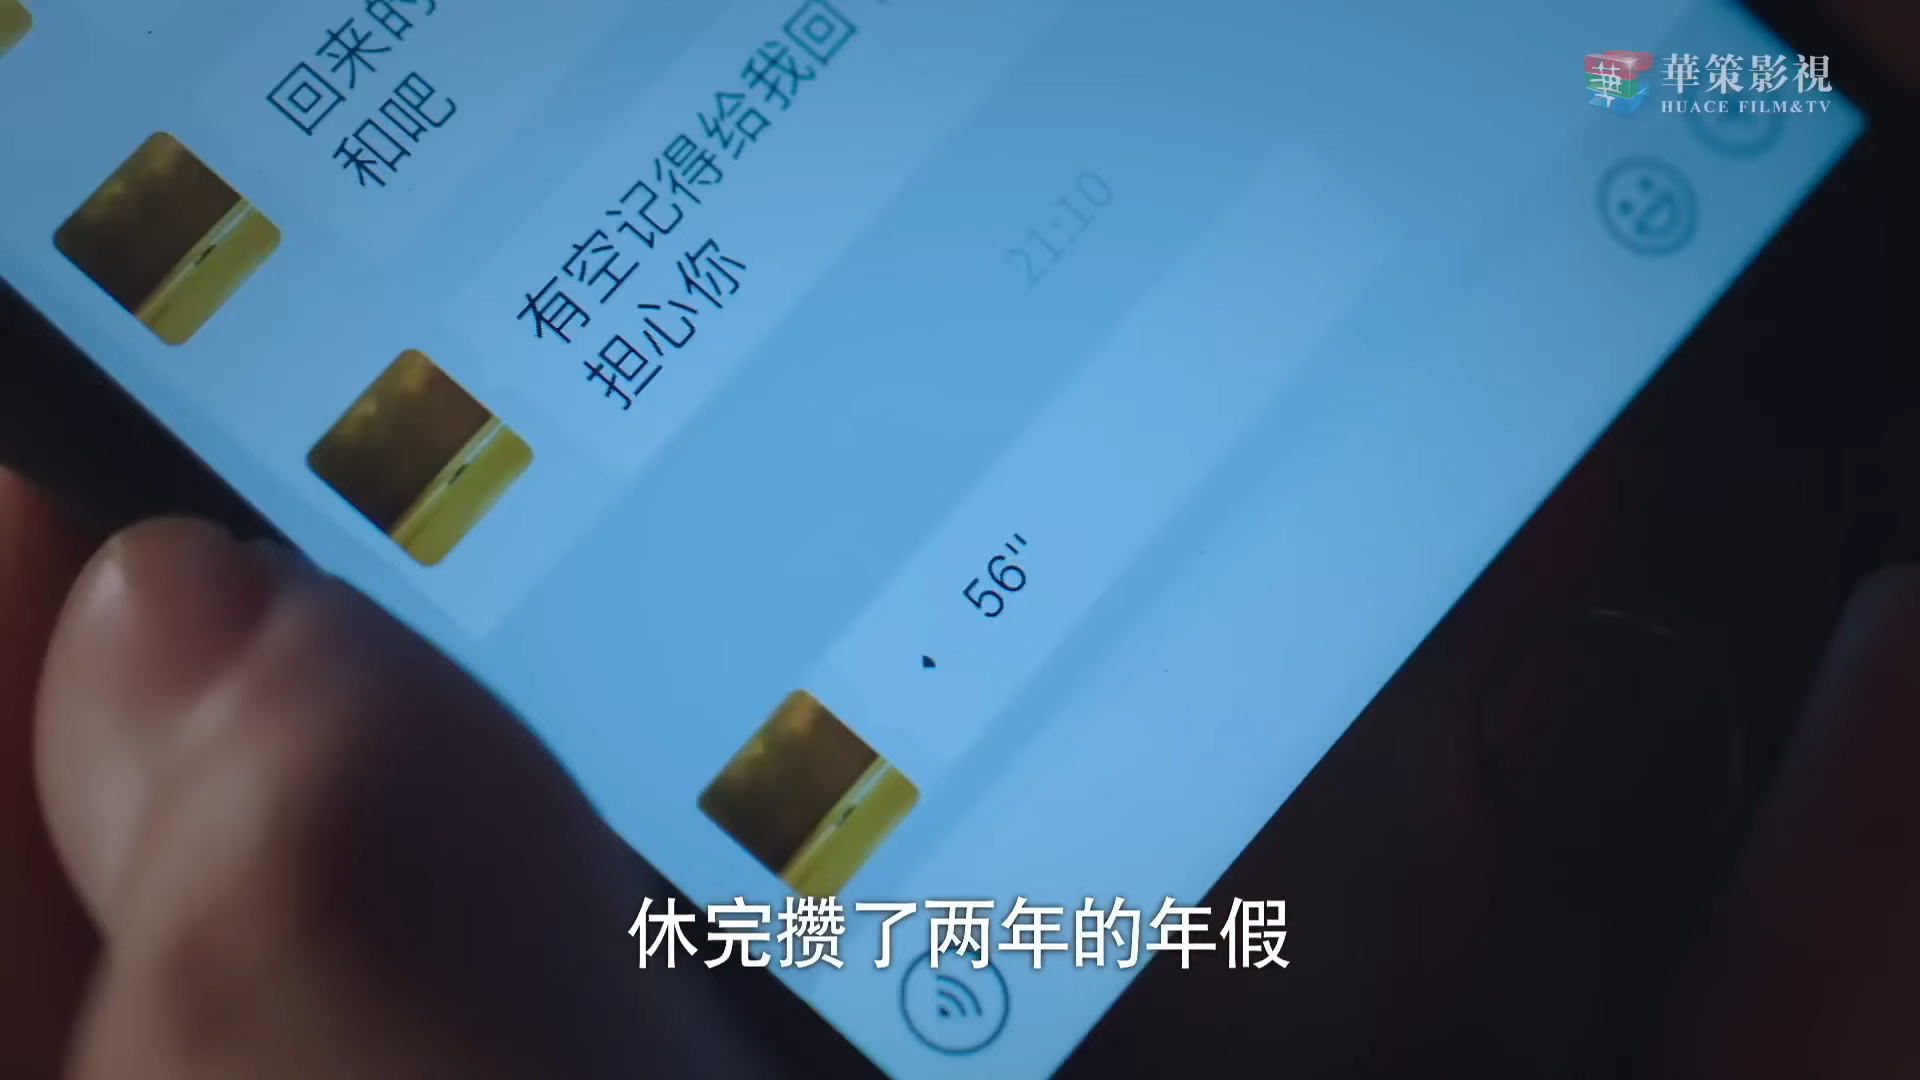 華策影視
HUACE FILM&TV
回来的
和吧
有空记得给我回
担心你
21:10
56"
休完攒了两年的年假